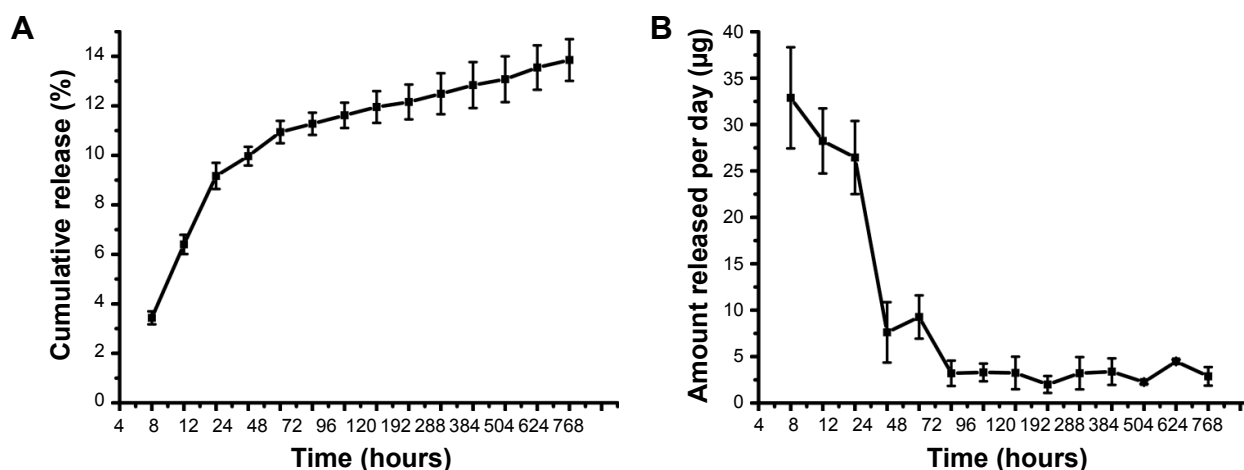 A
Cumulative release (%)
14
12
10
8
6
4
2
0
4 8 12 24 48 72 96 120 192 288 384 504 624 768
Time (hours)
B
Amount released per day (µg)
40
35
30
25
20
15
10
5
0
4 8 12 24 48 72 96 120 192 288 384 504 624 768
Time (hours)